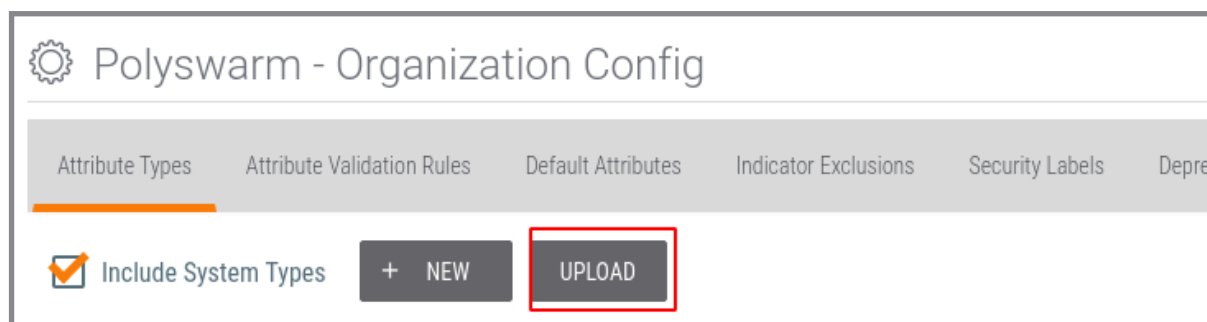 Polyswarm - Organization Config
Attribute Types Attribute Validation Rules Default Attributes Indicator Exclusions Security Labels Depre
Include System Types + NEW UPLOAD